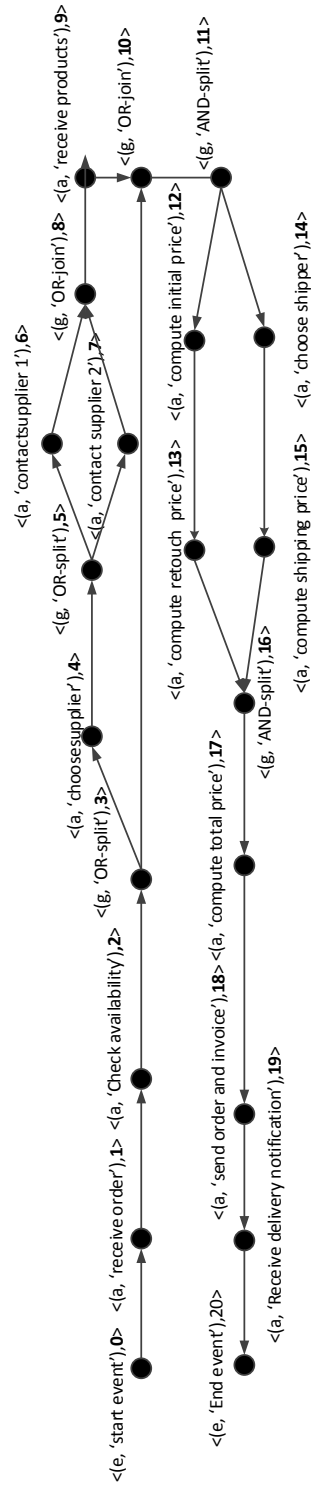 <(e, ‘start event’),0>
<(a, ‘receive order’),1>
<(a, ‘Check availability’),2>
<(g, ‘OR-split’),3>
<(a, ‘choosesupplier’),4>
<(g, ‘OR-split’),5>
<(a, ‘contactsupplier 1’),6>
<(a, ‘contact supplier 2’),7>
<(g, ‘OR-join’),8>
<(a, ‘receive products’),9>
<(g, ‘OR-join’),10>
<(g, ‘AND-split’),11>
<(a, ‘compute initial price’),12>
<(a, ‘compute retouch price’),13>
<(a, ‘choose shipper’),14>
<(a, ‘compute shipping price’),15>
<(g, ‘AND-split’),16>
<(a, ‘compute total price’),17>
<(a, ‘send order and invoice’),18>
<(a, ‘Receive delivery notification’),19>
<(e, ‘End event’),20>